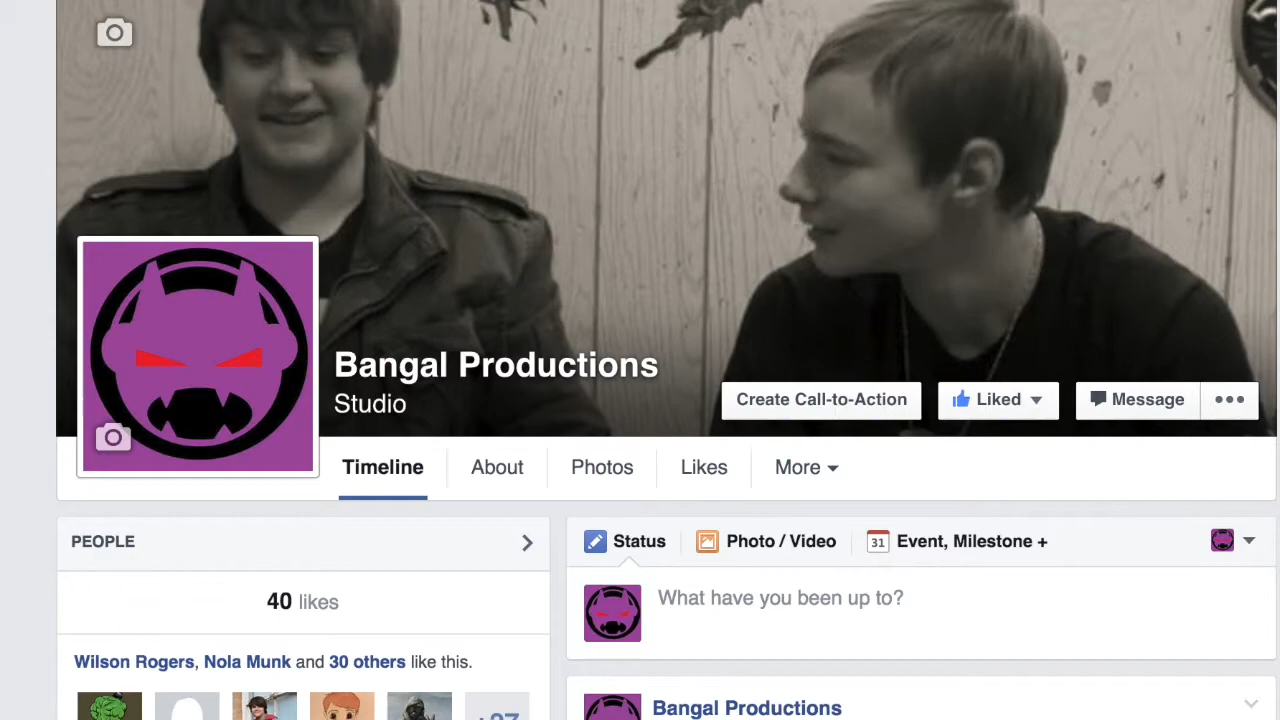 Bangal Productions
Studio
Create Call-to-Action
Liked
Message
Timeline
About
Photos
Likes
More
PEOPLE
40 likes
Wilson Rogers, Nola Munk and 30 others like this.
Status
Photo / Video
31
Event, Milestone +
What have you been up to?
Bangal Productions